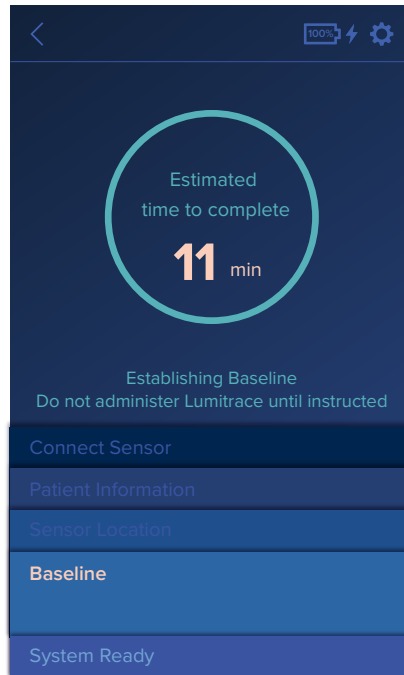 100%
Estimated
time to complete
11 min
Establishing Baseline
Do not administer Lumitrace until instructed
Connect Sensor
Patient Information
Sensor Location
Baseline
System Ready